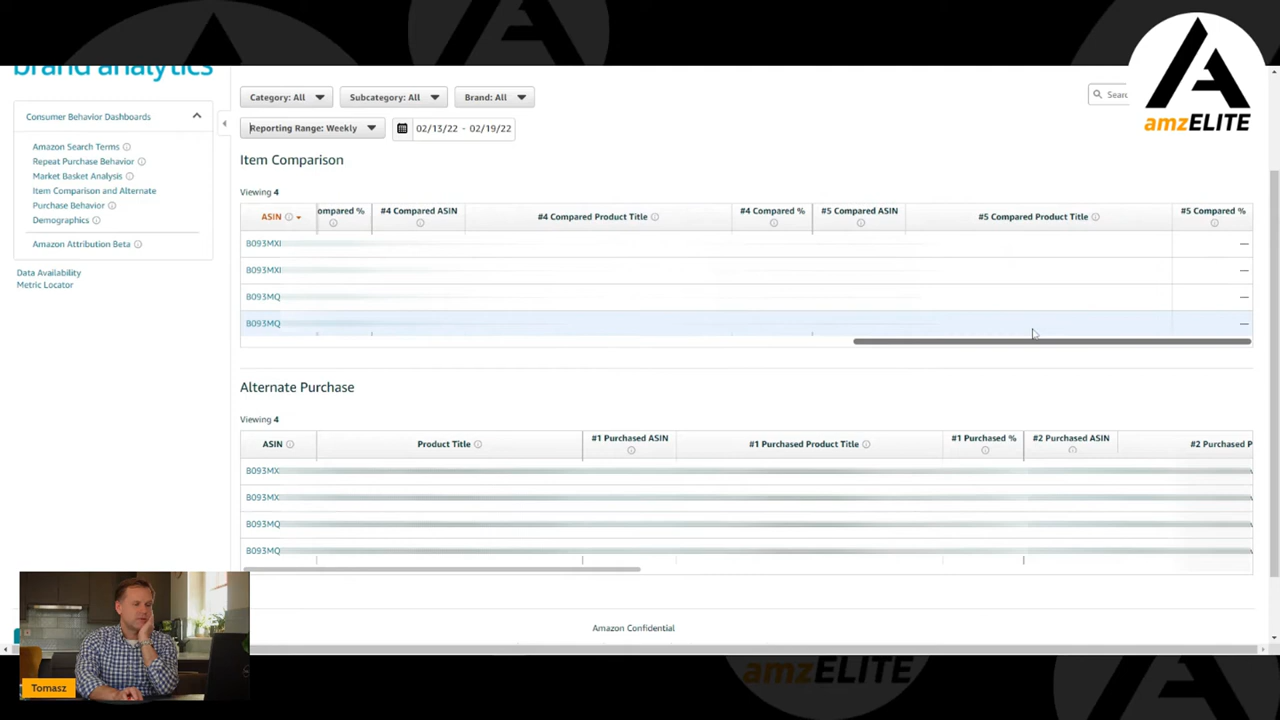 brand analytics
amzELITE
Category: All
Subcategory: All
Brand: All
Searc
Consumer Behavior Dashboards
Reporting Range: Weekly
02/13/22 - 02/19/22
Amazon Search Terms
Repeat Purchase Behavior
Market Basket Analysis
Item Comparison and Alternate
Purchase Behavior
Demographics
Amazon Attribution Beta
Data Availability
Metric Locator
Item Comparison
Viewing 4
ASIN
ompared %
#4 Compared ASIN
#4 Compared Product Title
#4 Compared %
#5 Compared ASIN
#5 Compared Product Title
#5 Compared %
B093MXI
—
B093MXI
—
B093MQ
—
B093MQ
—
Alternate Purchase
Viewing 4
ASIN
Product Title
#1 Purchased ASIN
#1 Purchased Product Title
#1 Purchased %
#2 Purchased ASIN
#2 Purchased P
B093MX
B093MX
B093MQ
B093MQ
Amazon Confidential
Tomasz
amzELITE